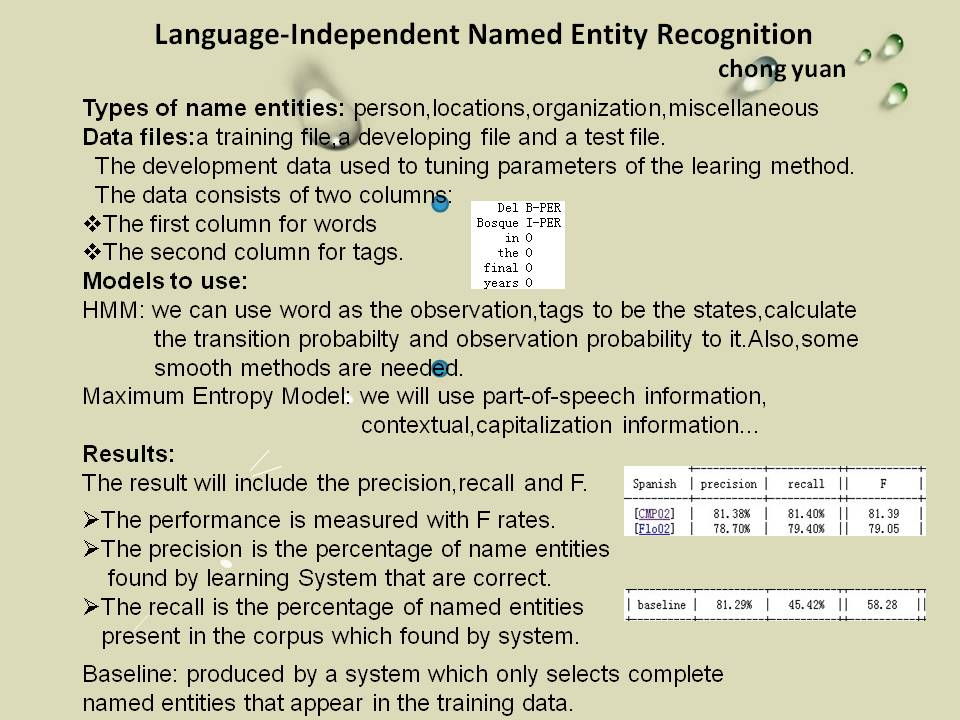 Language-Independent Named Entity Recognition
chong yuan
Types of name entities: person,locations,organization,miscellaneous
Data files:a training file,a developing file and a test file.
The development data used to tuning parameters of the learing method.
The data consists of two columns:
❖The first column for words
❖The second column for tags.
Del B-PER
Bosque I-PER
in O
the O
final O
years O
Models to use:
HMM: we can use word as the observation,tags to be the states,calculate
the transition probabilty and observation probability to it.Also,some
smooth methods are needed.
Maximum Entropy Model: we will use part-of-speech information,
contextual,capitalization information...
Results:
The result will include the precision,recall and F.
➢The performance is measured with F rates.
➢The precision is the percentage of name entities
found by learning System that are correct.
➢The recall is the percentage of named entities
present in the corpus which found by system.
Spanish | precision | recall || F |
[CMP02] | 81.38% | 81.40% || 81.39
[Flo02] | 78.70% | 79.40% || 79.05
| baseline | 81.29% | 45.42% || 58.28 ||
Baseline: produced by a system which only selects complete
named entities that appear in the training data.